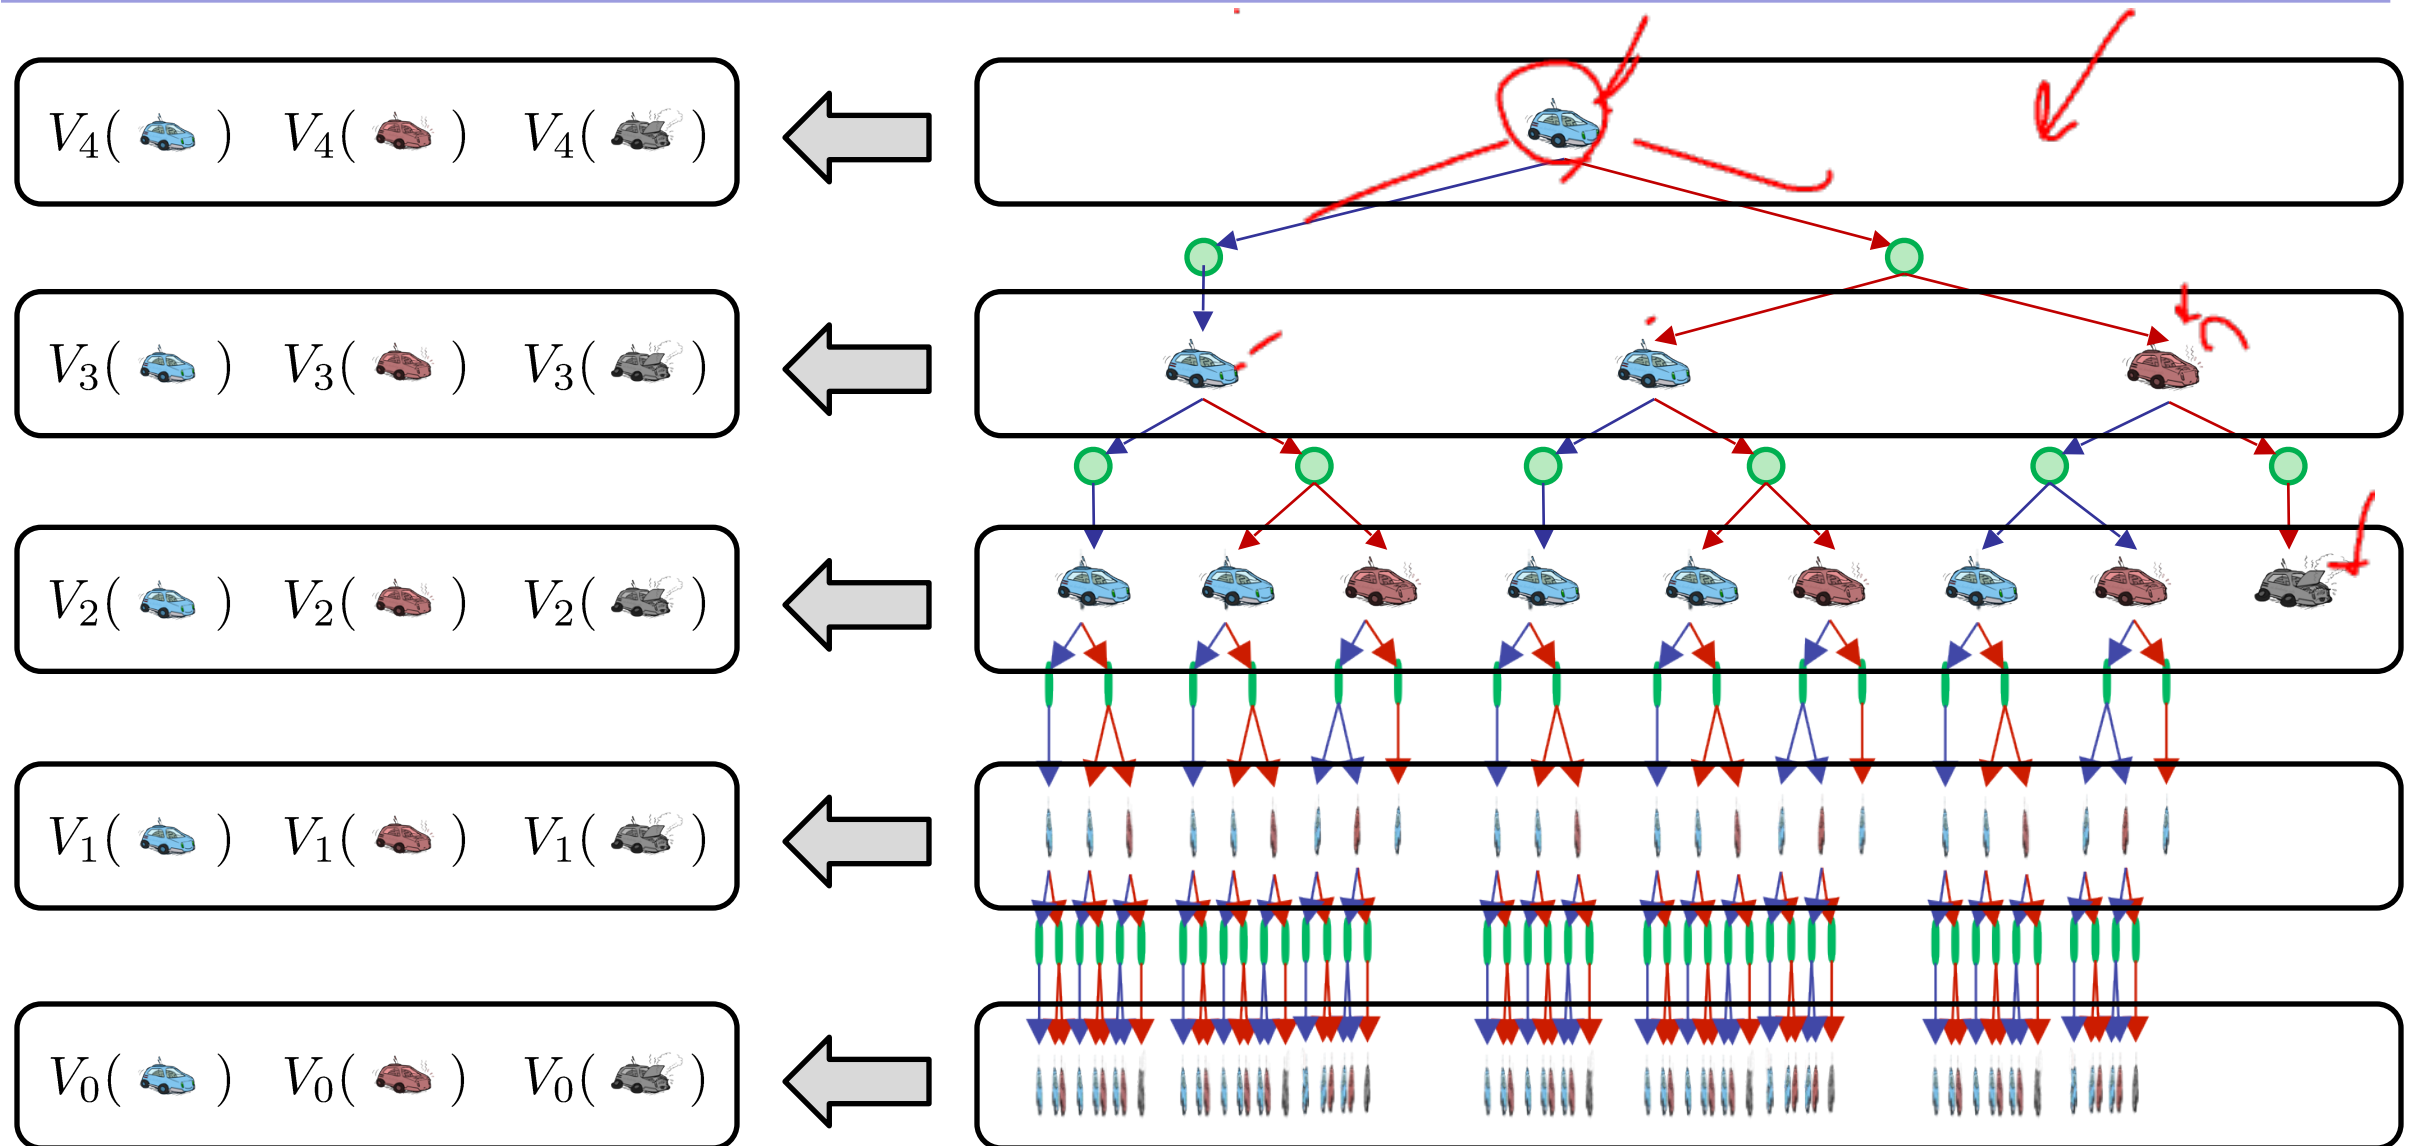 V₄( ) V₄( ) V₄( )
V₃( ) V₃( ) V₃( )
V₂( ) V₂( ) V₂( )
V₁( ) V₁( ) V₁( )
V₀( ) V₀( ) V₀( )